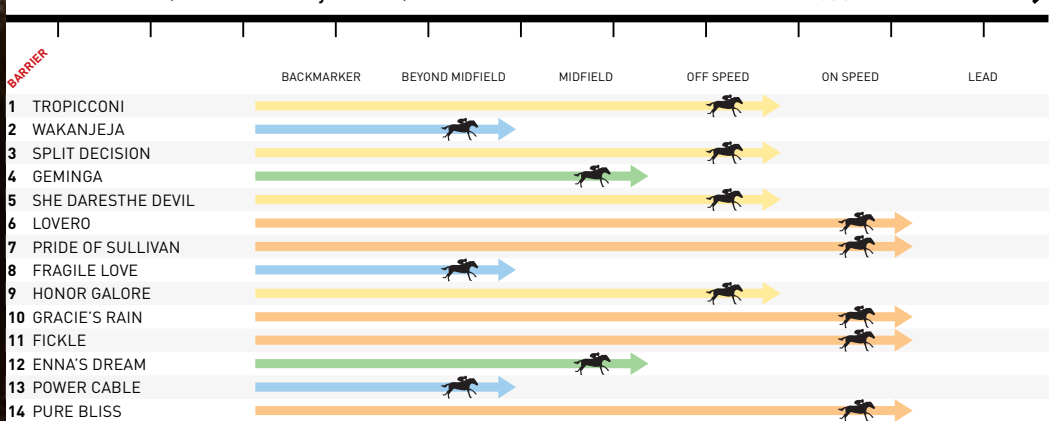 BARRIER
BACKMARKER BEYOND MIDFIELD MIDFIELD OFF SPEED ON SPEED LEAD
1 TROPICCONI
2 WAKANJEJA
3 SPLIT DECISION
4 GEMINGA
5 SHE DARESTHE DEVIL
6 LOVERO
7 PRIDE OF SULLIVAN
8 FRAGILE LOVE
9 HONOR GALORE
10 GRACIE'S RAIN
11 FICKLE
12 ENNA'S DREAM
13 POWER CABLE
14 PURE BLISS